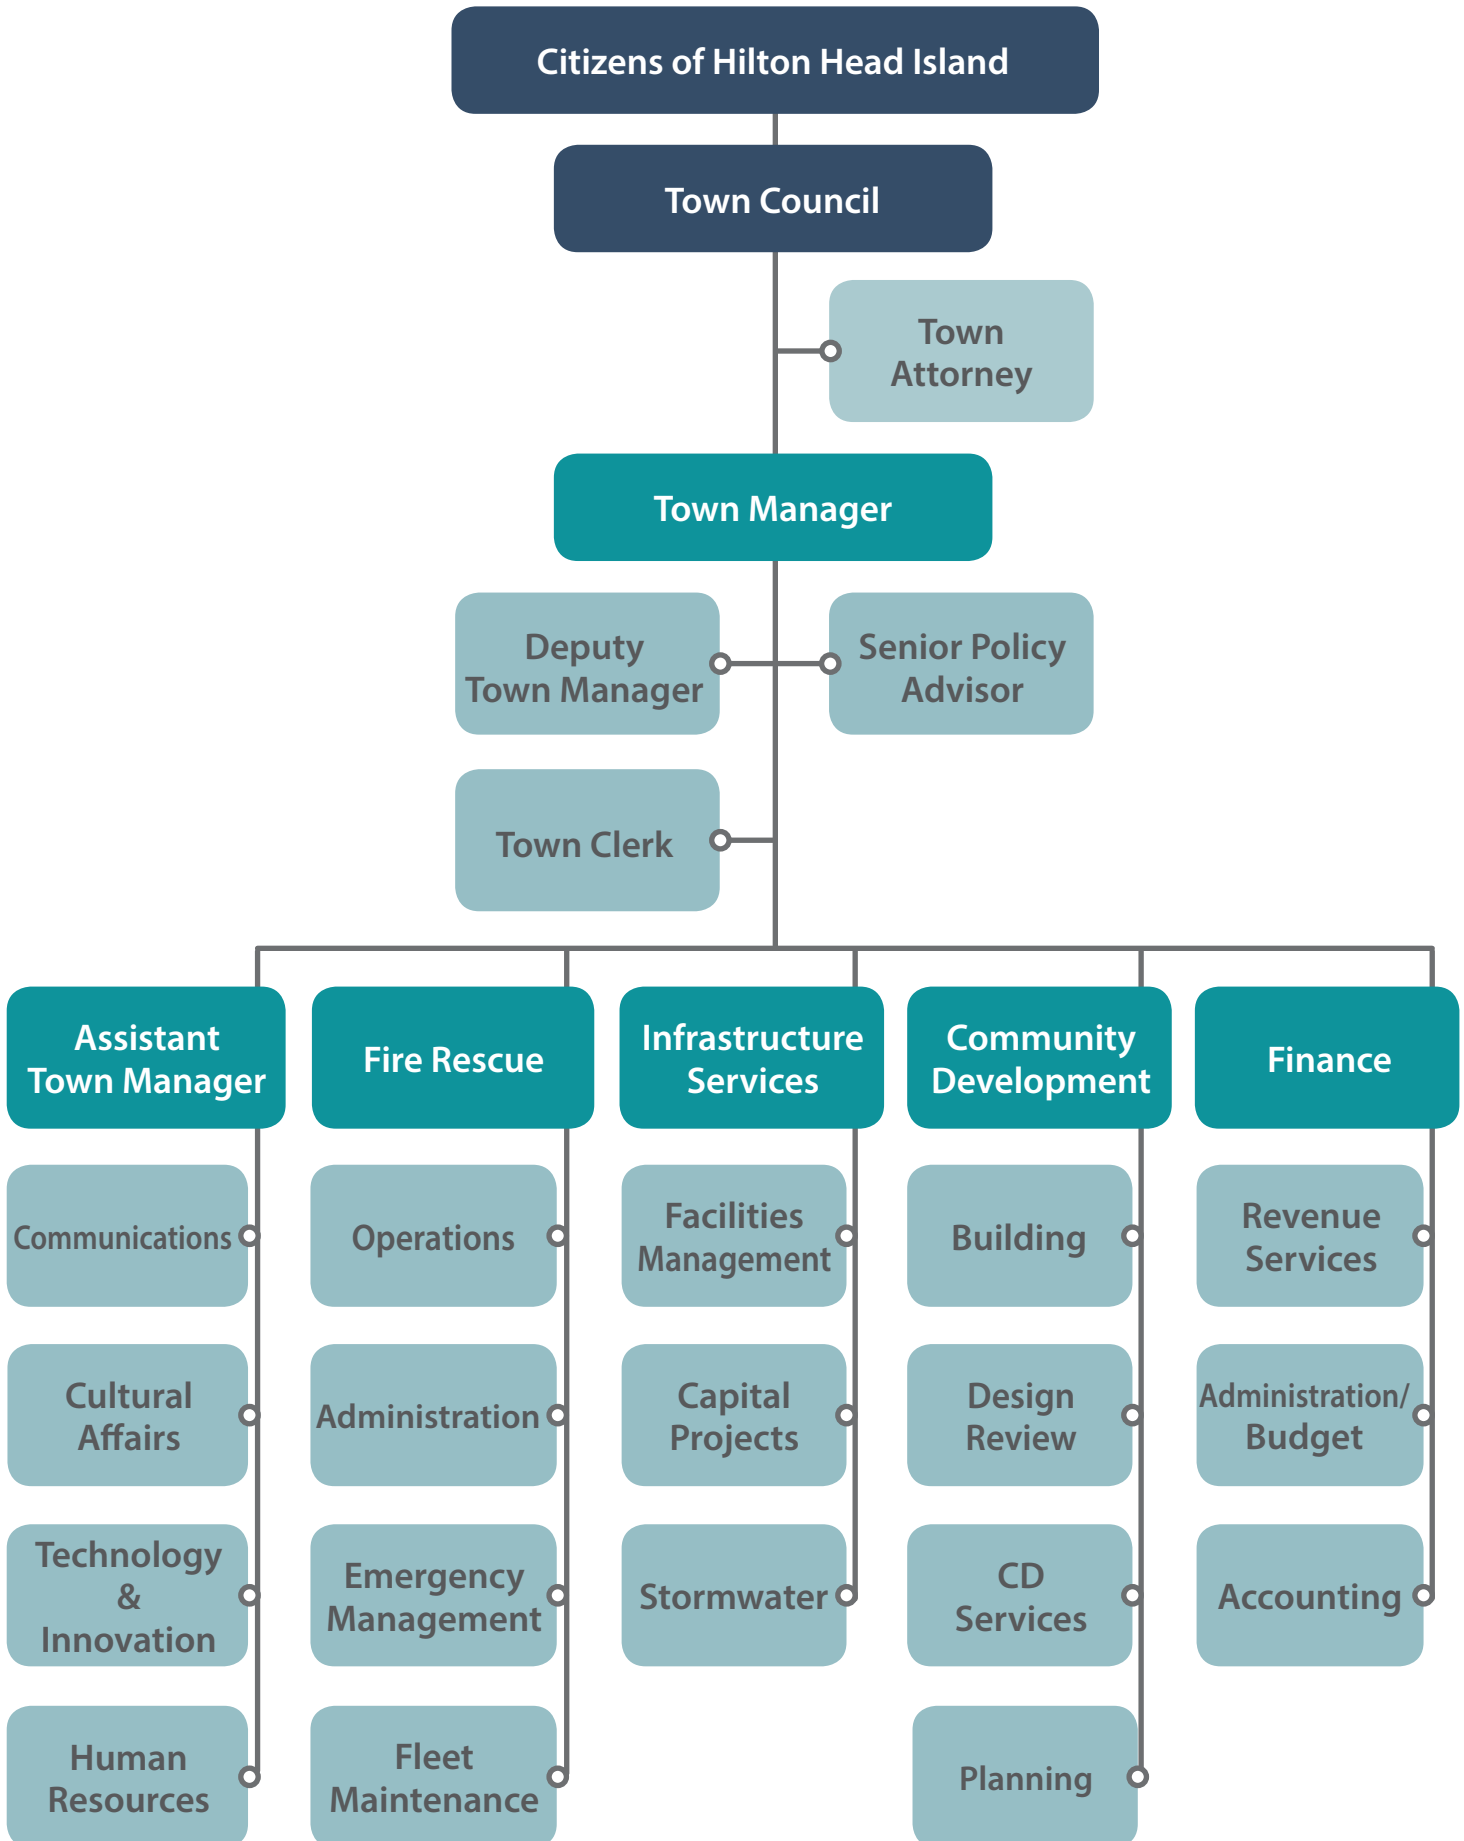 Citizens of Hilton Head Island
Town Council
Town
Attorney
Town Manager
Deputy
Town Manager
Senior Policy
Advisor
Town Clerk
Assistant
Town Manager
Fire Rescue
Infrastructure
Services
Community
Development
Finance
Communications
Operations
Facilities
Management
Building
Revenue
Services
Cultural
Affairs
Administration
Capital
Projects
Design
Review
Administration/
Budget
Technology
&
Innovation
Emergency
Management
Stormwater
CD
Services
Accounting
Human
Resources
Fleet
Maintenance
Planning